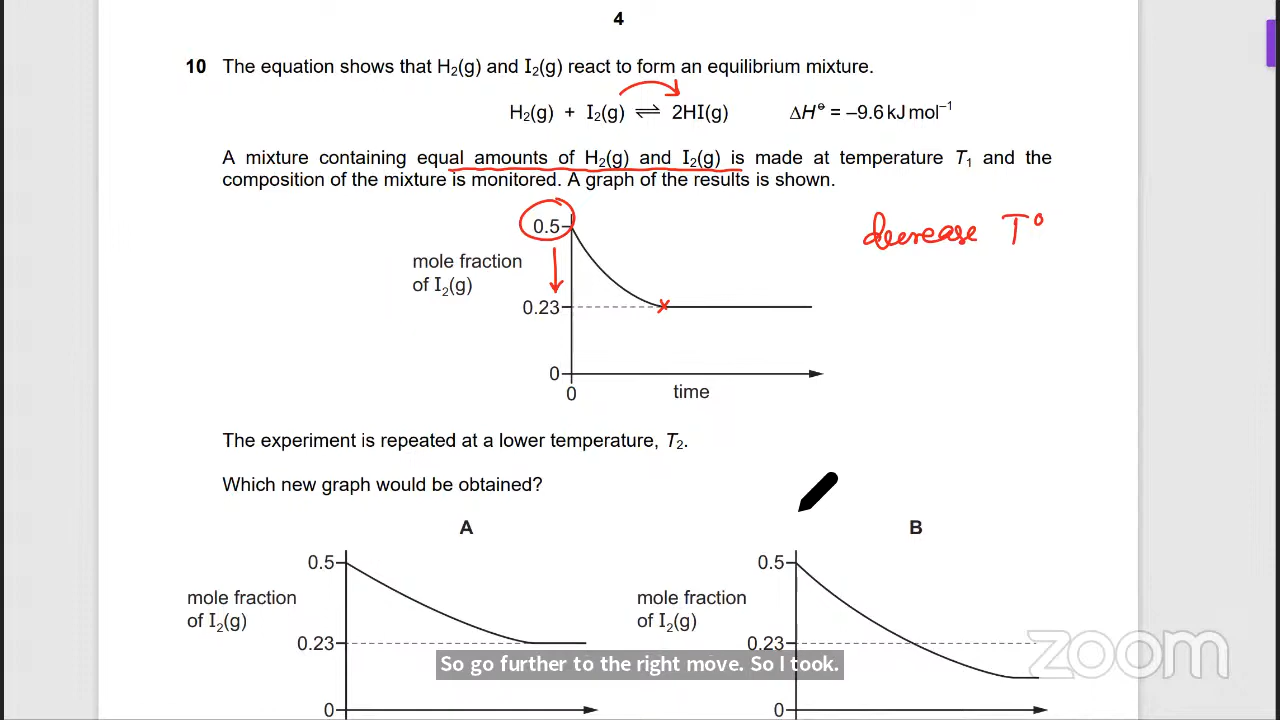 4
10 The equation shows that H₂(g) and I₂(g) react to form an equilibrium mixture.
H₂(g) + I₂(g) ⇌ 2HI(g) ΔH⦵ = –9.6 kJ mol⁻¹
A mixture containing equal amounts of H₂(g) and I₂(g) is made at temperature T₁ and the
composition of the mixture is monitored. A graph of the results is shown.
decrease T°
0.5
mole fraction
of I₂(g)
0.23
0
0
time
The experiment is repeated at a lower temperature, T₂.
Which new graph would be obtained?
A
0.5
mole fraction
of I₂(g)
0.23
0
B
0.5
mole fraction
of I₂(g)
0.23
0
zoom
So go further to the right move. So I took.